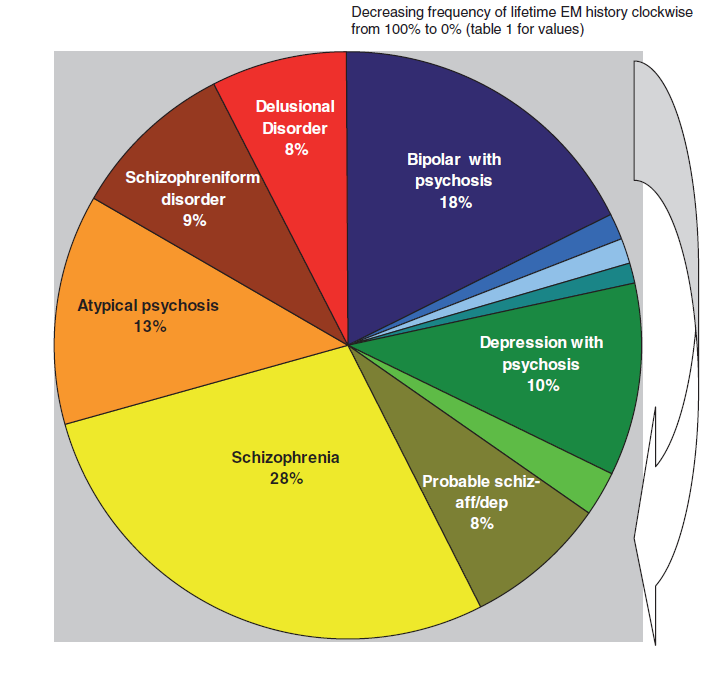 Decreasing frequency of lifetime EM history clockwise
from 100% to 0% (table 1 for values)
Delusional
Disorder
8%
Bipolar with
psychosis
18%
Schizophreniform
disorder
9%
Atypical psychosis
13%
Depression with
psychosis
10%
Schizophrenia
28%
Probable schiz-
aff/dep
8%